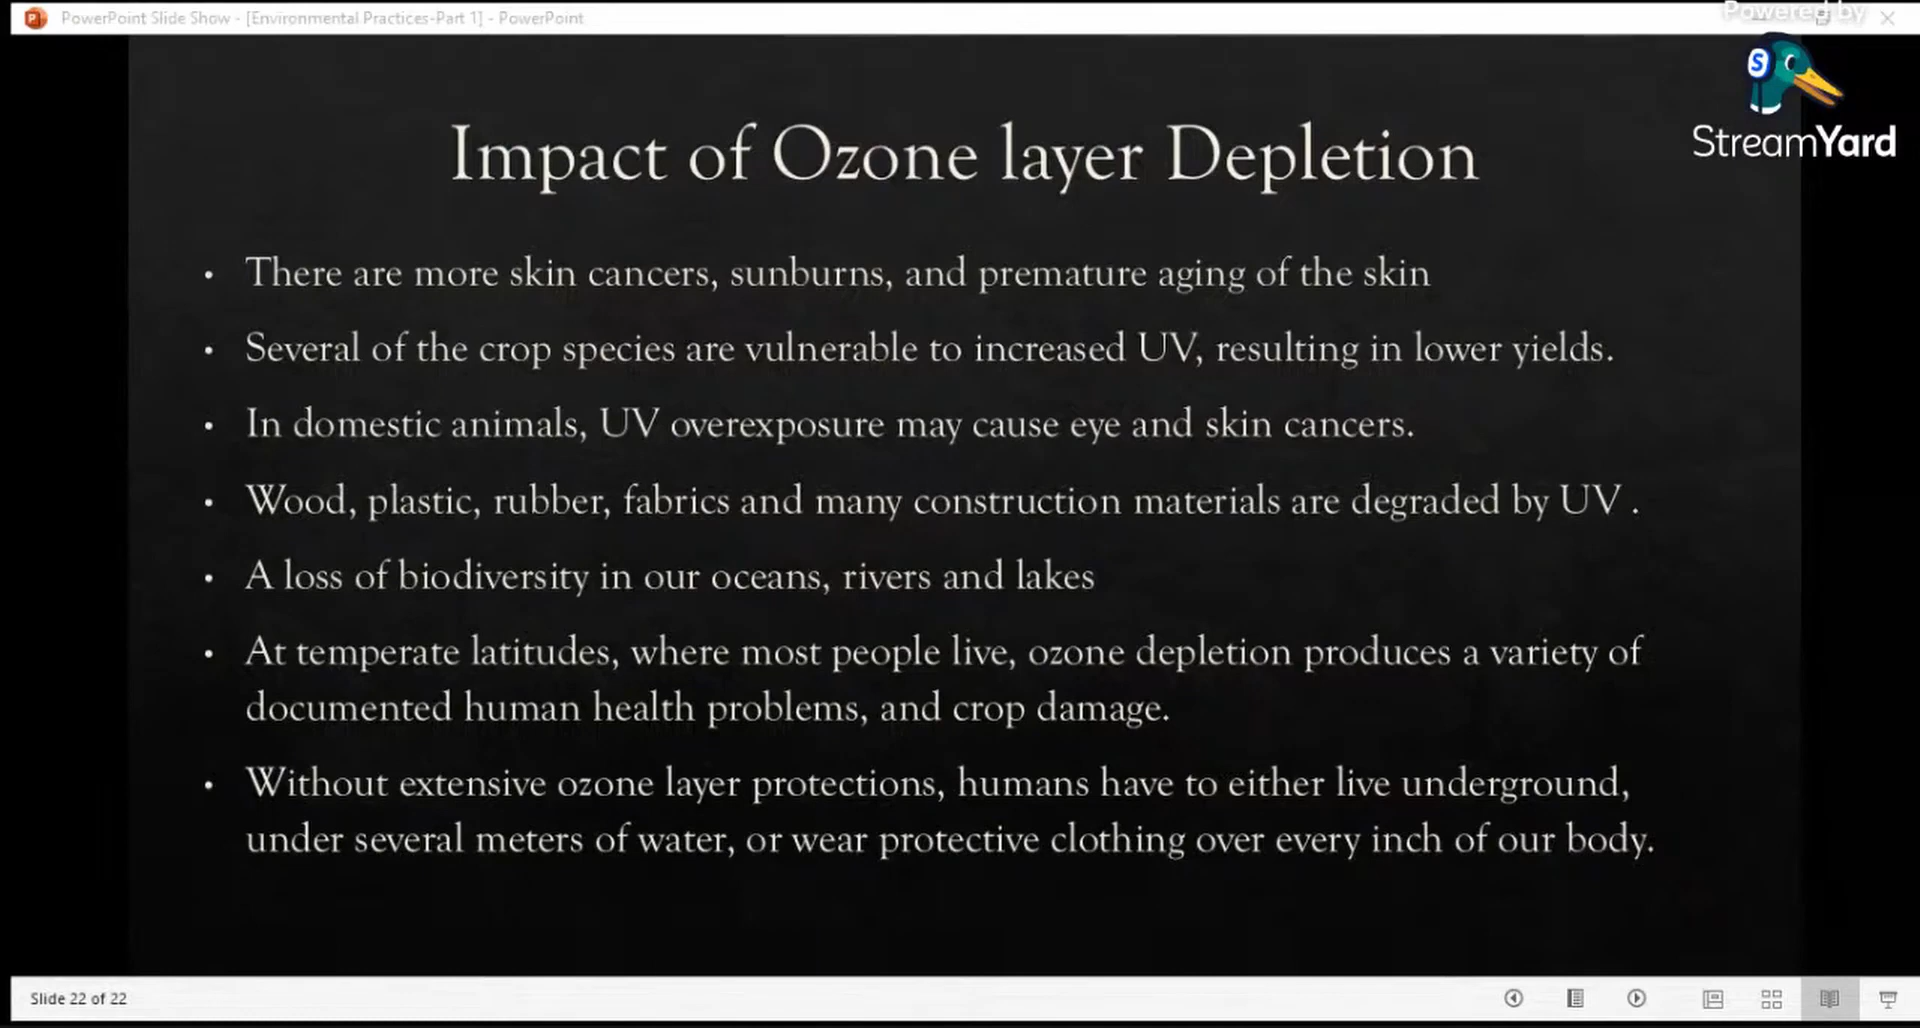 PowerPoint Slide Show - [Environmental Practices-Part 1] - PowerPoint
Powered by
S
StreamYard
Impact of Ozone layer Depletion
• There are more skin cancers, sunburns, and premature aging of the skin
• Several of the crop species are vulnerable to increased UV, resulting in lower yields.
• In domestic animals, UV overexposure may cause eye and skin cancers.
• Wood, plastic, rubber, fabrics and many construction materials are degraded by UV .
• A loss of biodiversity in our oceans, rivers and lakes
• At temperate latitudes, where most people live, ozone depletion produces a variety of
documented human health problems, and crop damage.
• Without extensive ozone layer protections, humans have to either live underground,
under several meters of water, or wear protective clothing over every inch of our body.
Slide 22 of 22